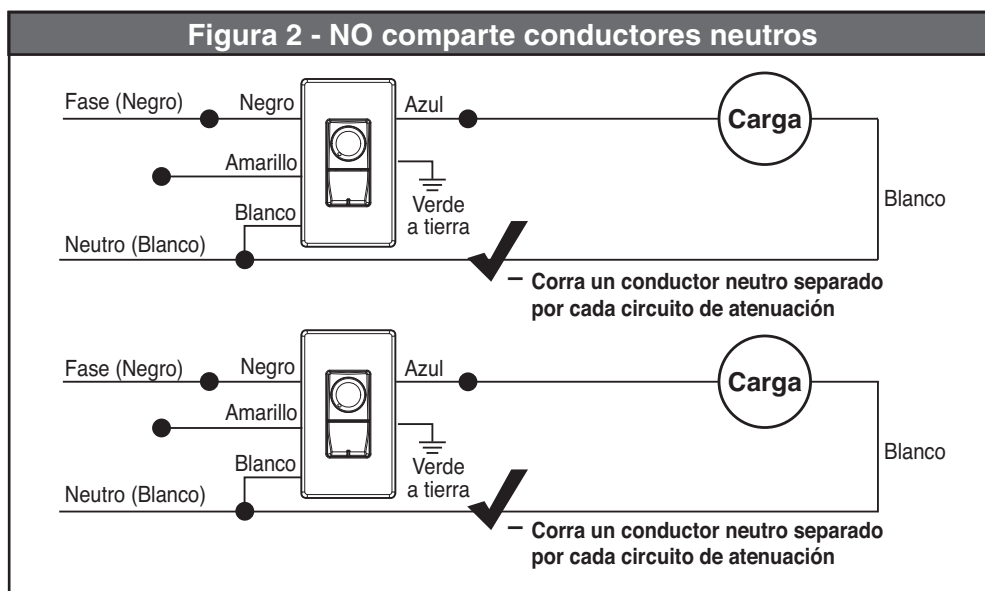 Figura 2 - NO comparte conductores neutros
Fase (Negro)
Negro
Azul
Carga
Amarillo
Blanco
Verde
a tierra
Blanco
Neutro (Blanco)
– Corra un conductor neutro separado
por cada circuito de atenuación
Fase (Negro)
Negro
Azul
Carga
Amarillo
Blanco
Verde
a tierra
Blanco
Neutro (Blanco)
– Corra un conductor neutro separado
por cada circuito de atenuación